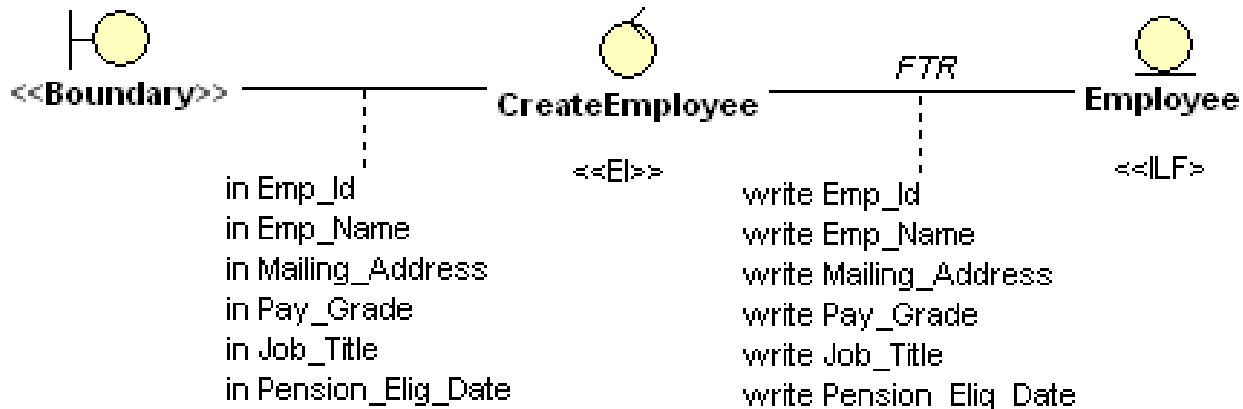 FTR
<<Boundary>>
CreateEmployee
Employee
<<EI>>
<<ILF>
in Emp_Id
in Emp_Name
in Mailing_Address
in Pay_Grade
in Job_Title
in Pension_Elig_Date
write Emp_Id
write Emp_Name
write Mailing_Address
write Pay_Grade
write Job_Title
write Pension_Elig_Date